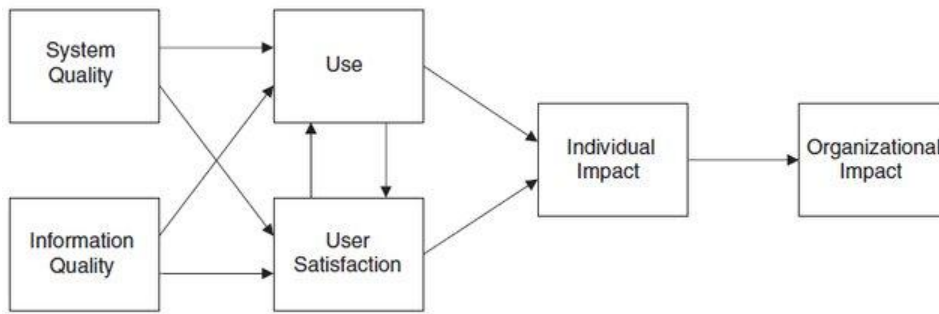 System
Quality
Use
Information
Quality
User
Satisfaction
Individual
Impact
Organizational
Impact